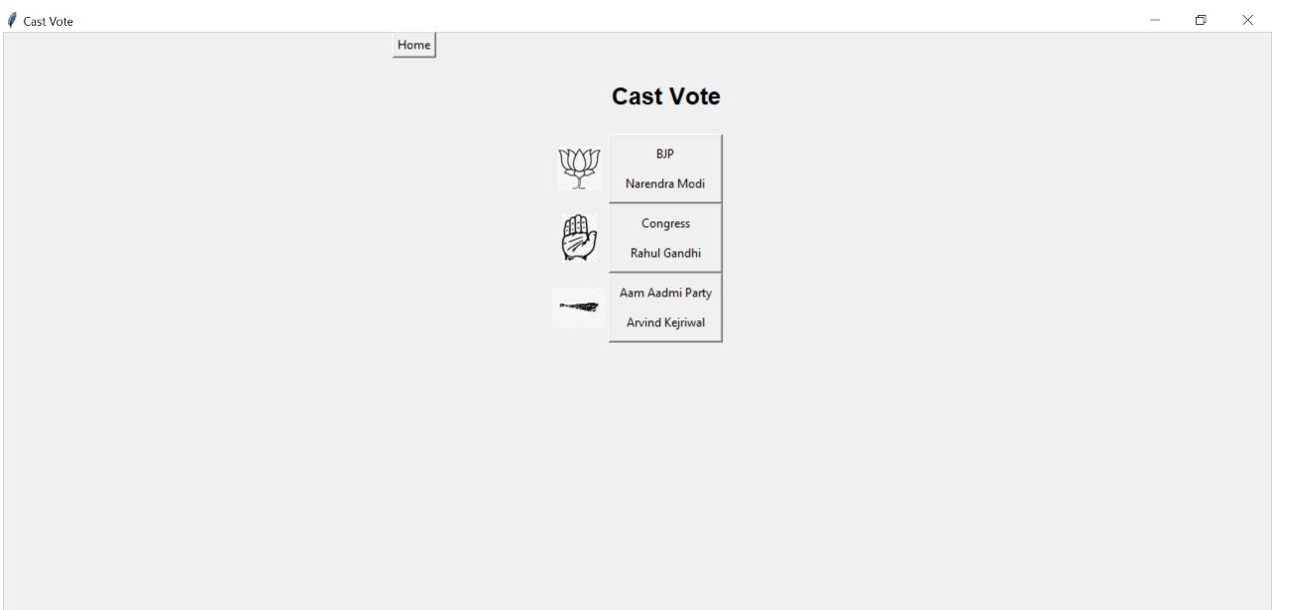 Cast Vote
Home
Cast Vote
BJP
Narendra Modi
Congress
Rahul Gandhi
Aam Aadmi Party
Arvind Kejriwal